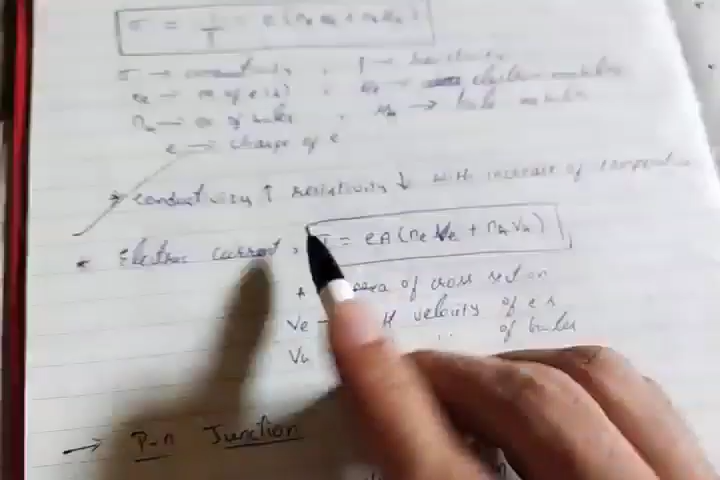 σ = 1/ρ = e(nₑ μₑ + nₕ μₕ)
σ → conductivity , ρ → resistivity
nₑ → no of e(s) , μₑ → electron mobility
nₕ → no of holes , μₕ → hole mobility
e → charge of e
→ conductivity ↑ resistivity ↓ with increase of temperature
• Electric current, I = eA(nₑ Vₑ + nₕ Vₕ)
Area of cross section
Vₑ → velocity of e s
Vₕ " of holes
→ P-n Junction